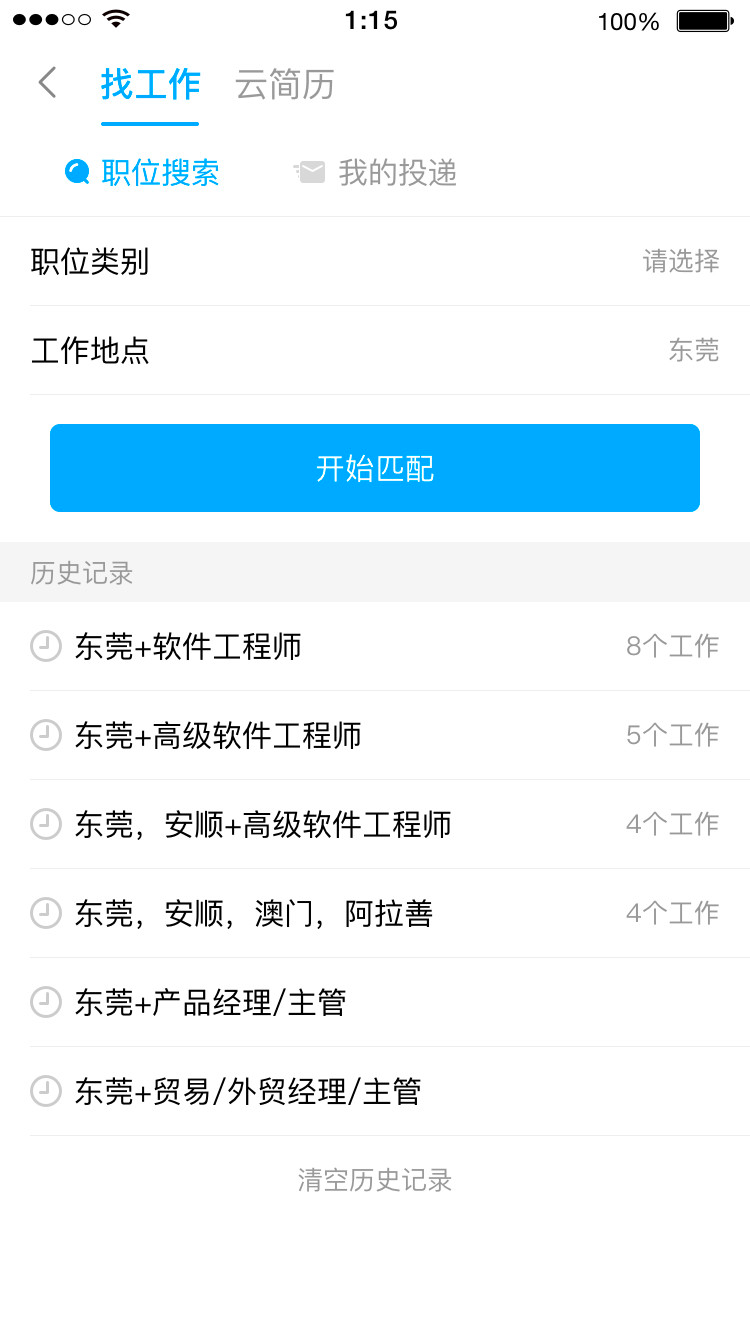 1:15
100%
找工作 云简历
职位搜索 我的投递
职位类别 请选择
工作地点 东莞
开始匹配
历史记录
东莞+软件工程师 8个工作
东莞+高级软件工程师 5个工作
东莞，安顺+高级软件工程师 4个工作
东莞，安顺，澳门，阿拉善 4个工作
东莞+产品经理/主管
东莞+贸易/外贸经理/主管
清空历史记录